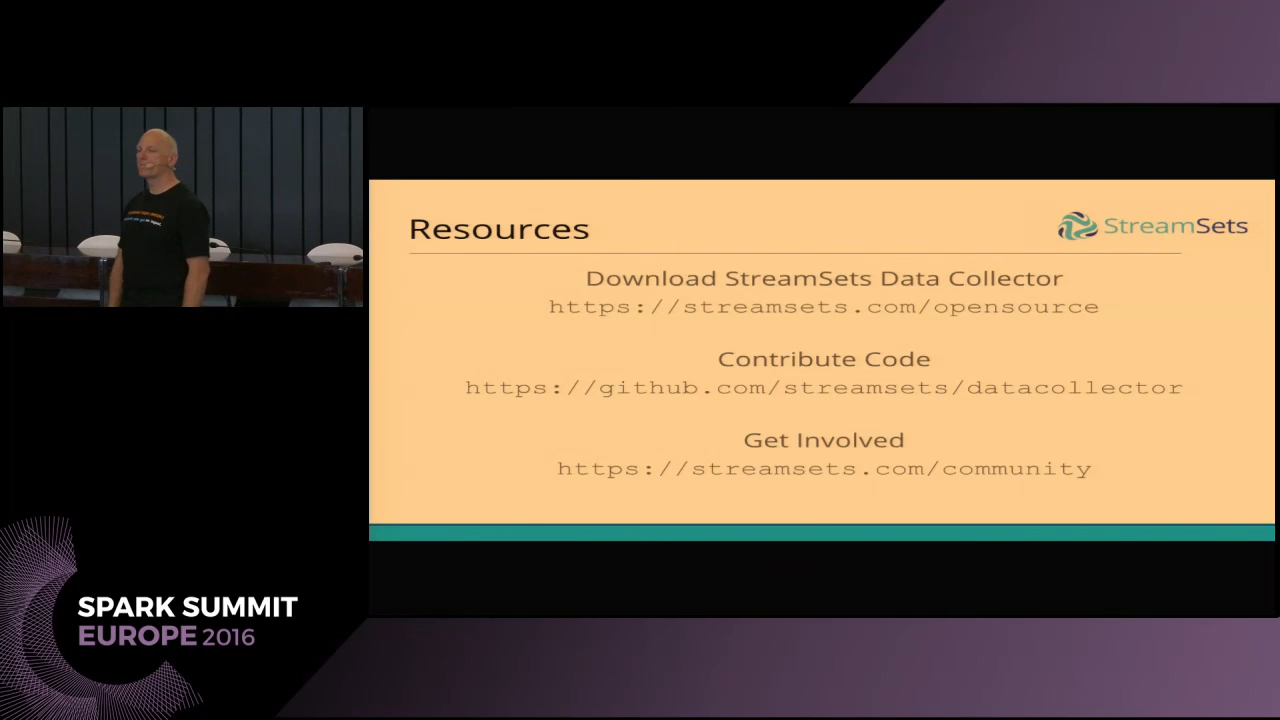 Resources
StreamSets
Download StreamSets Data Collector
https://streamsets.com/opensource
Contribute Code
https://github.com/streamsets/datacollector
Get Involved
https://streamsets.com/community
SPARK SUMMIT
EUROPE 2016